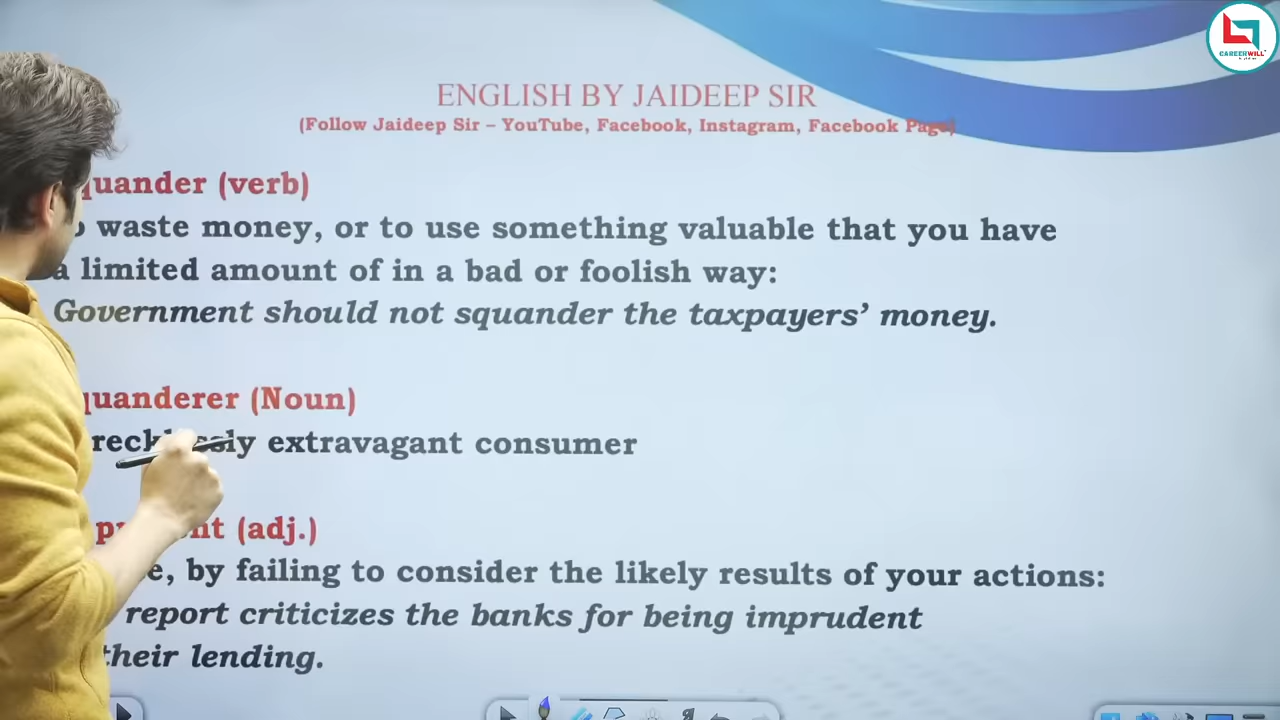 CAREERWILL
ENGLISH BY JAIDEEP SIR
(Follow Jaideep Sir – YouTube, Facebook, Instagram, Facebook Page)
quander (verb)
waste money, or to use something valuable that you have
a limited amount of in a bad or foolish way:
Government should not squander the taxpayers’ money.
quanderer (Noun)
recklessly extravagant consumer
(adj.)
by failing to consider the likely results of your actions:
report criticizes the banks for being imprudent
their lending.